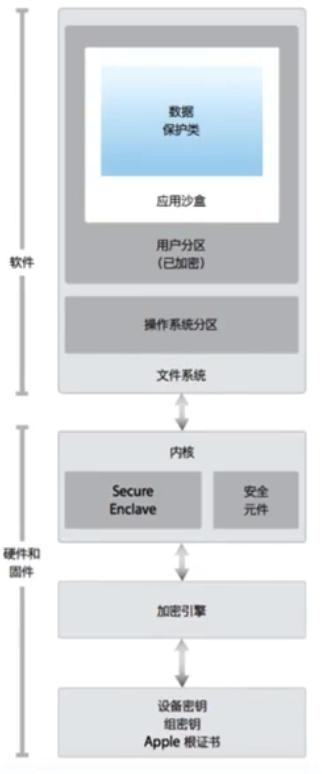 数据
保护类
应用沙盒
用户分区
（已加密）
操作系统分区
文件系统
软件
内核
Secure
Enclave
安全
元件
硬件和
固件
加密引擎
设备密钥
组密钥
Apple 根证书